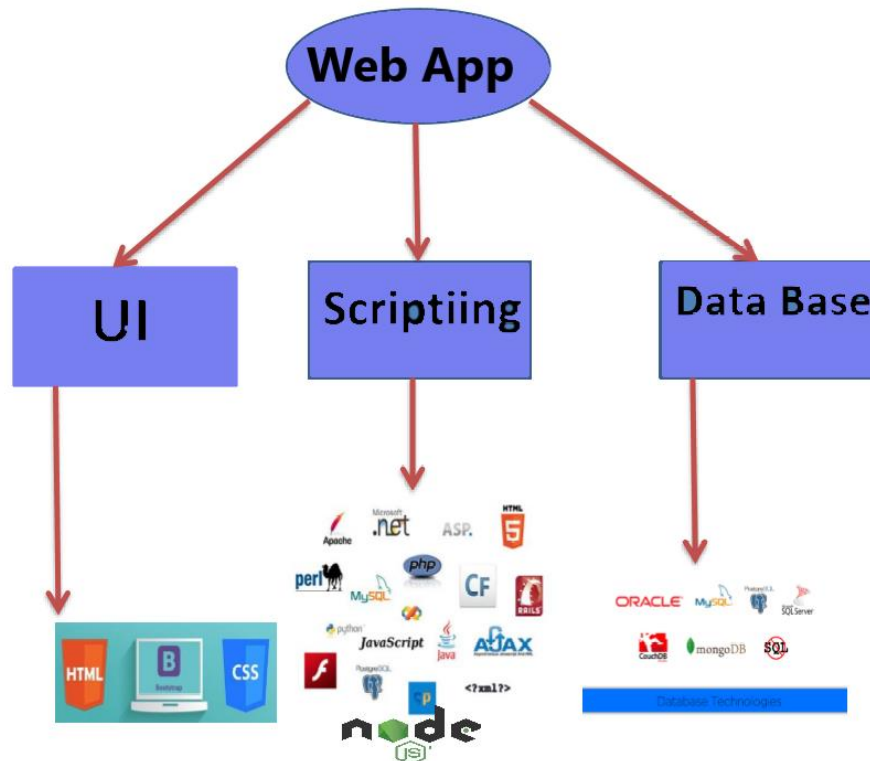 Web App
UI
Scriptiing
Data Base
HTML
B
Bootstrap
CSS
Apache
Microsoft
.net
ASP.
HTML
5
perl
MySQL
php
CF
RAILS
python
JavaScript
Java
AJAX
PostgreSQL
<?xml?>
node
JS
ORACLE
MySQL
PostgreSQL
SQL Server
CouchDB
mongoDB
SQL
Database Technologies